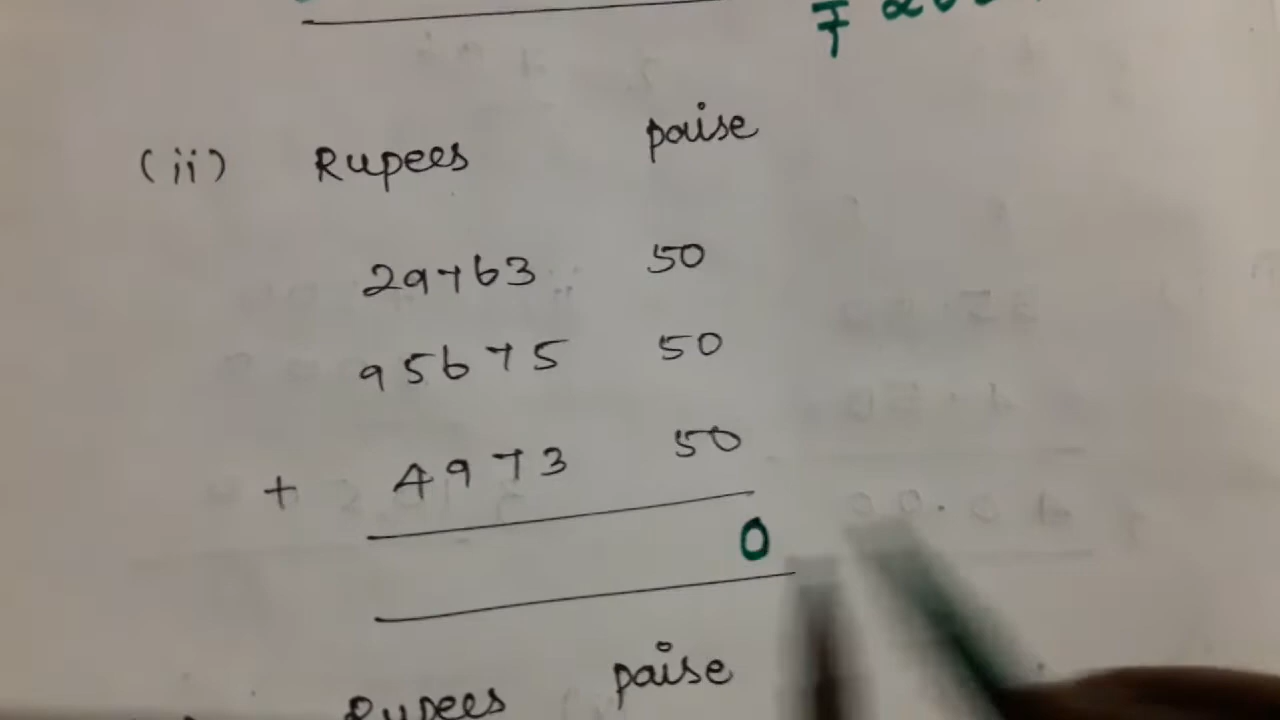 (ii) Rupees paise
29763 50
95675 50
+ 4973 50
0
Rupees paise